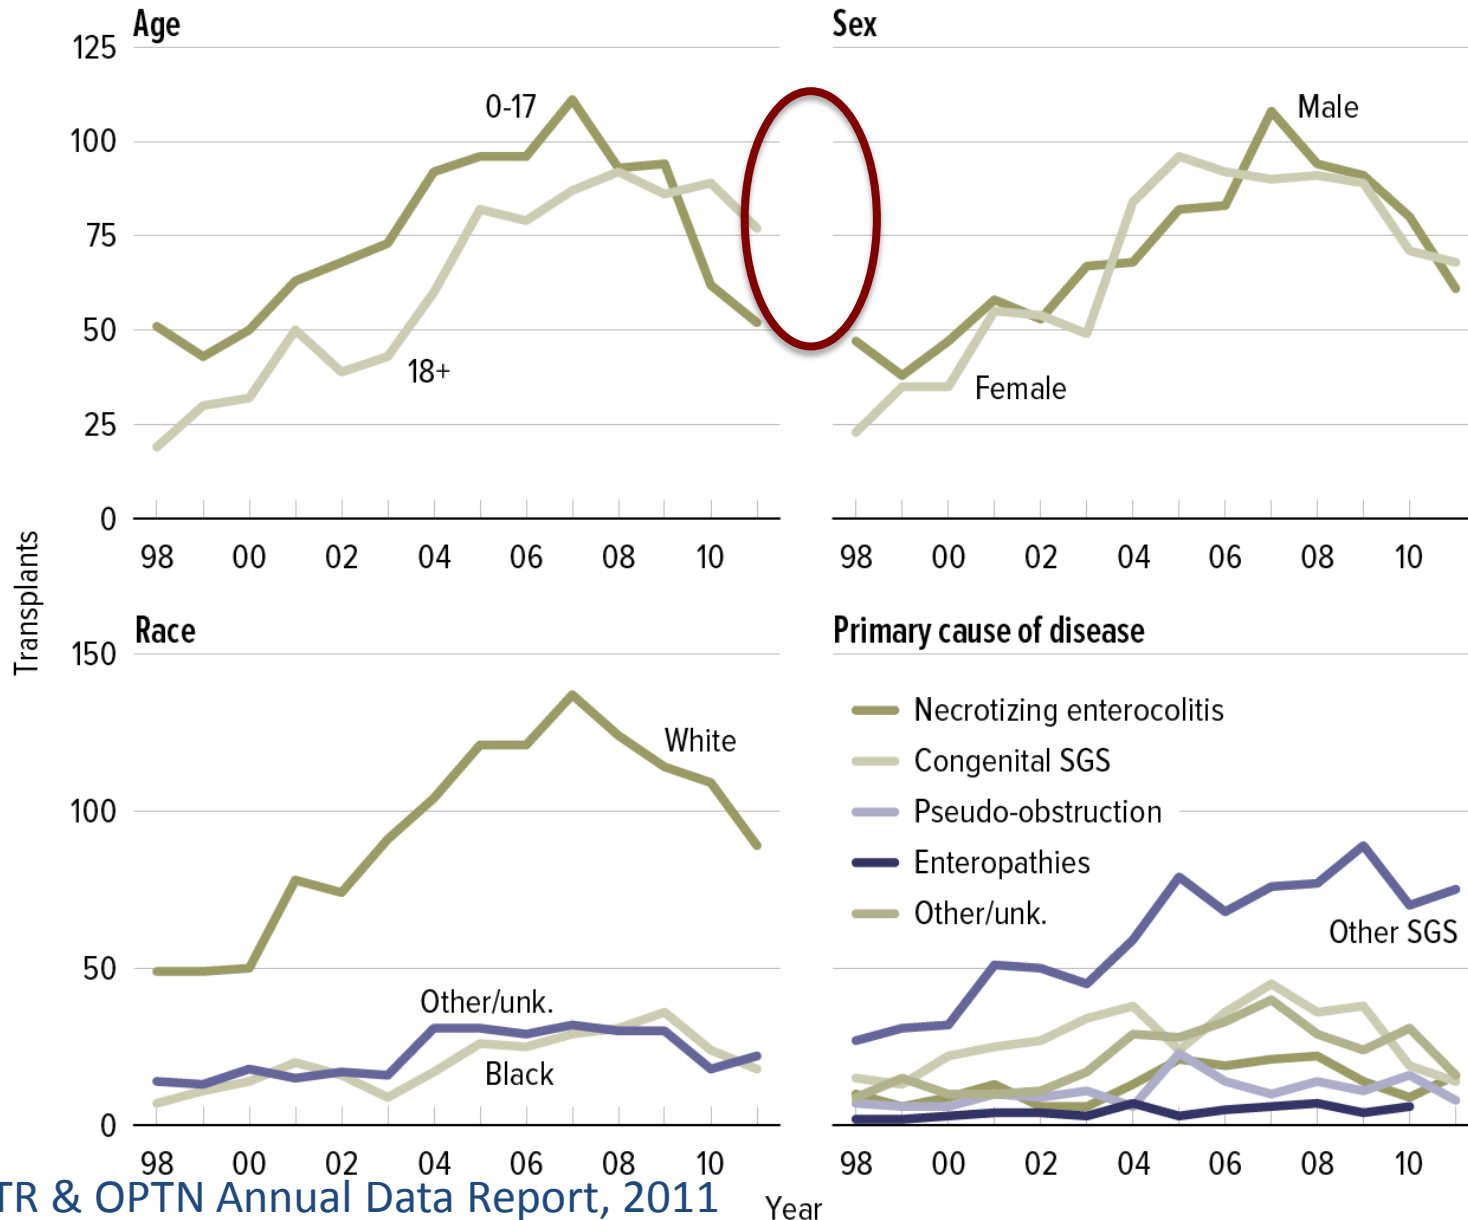 Age
125
100
75
50
25
0
0-17
18+
98 00 02 04 06 08 10
Sex
Male
Female
98 00 02 04 06 08 10
Transplants
Race
150
100
50
0
White
Other/unk.
Black
98 00 02 04 06 08 10
Primary cause of disease
Necrotizing enterocolitis
Congenital SGS
Pseudo-obstruction
Enteropathies
Other/unk.
Other SGS
98 00 02 04 06 08 10
TR & OPTN Annual Data Report, 2011
Year